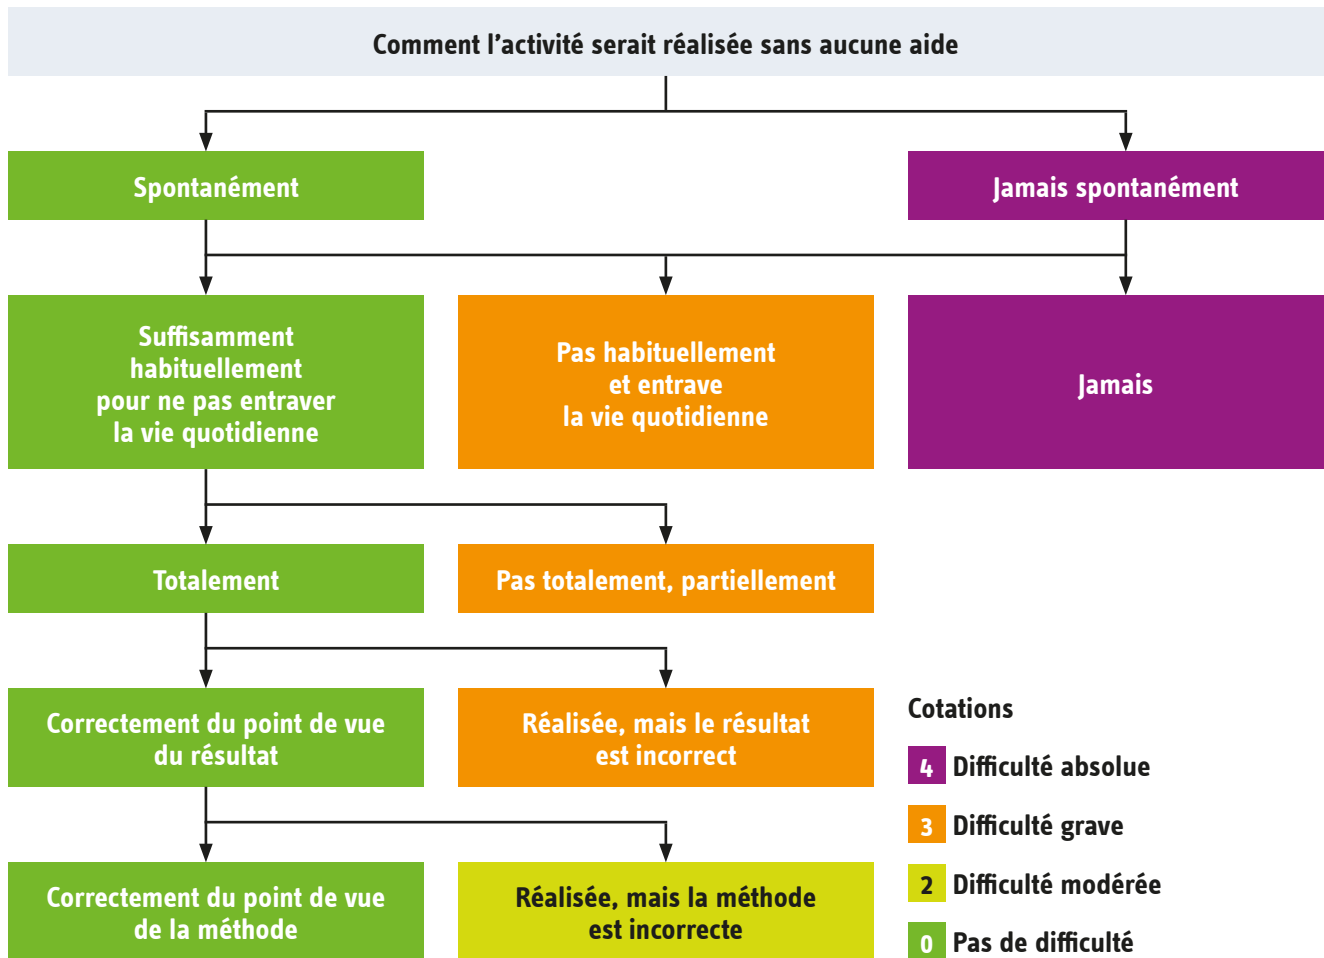 Comment l’activité serait réalisée sans aucune aide
Spontanément
Jamais spontanément
Suffisamment
habituellement
pour ne pas entraver
la vie quotidienne
Pas habituellement
et entrave
la vie quotidienne
Jamais
Totalement
Pas totalement, partiellement
Correctement du point de vue
du résultat
Réalisée, mais le résultat
est incorrect
Correctement du point de vue
de la méthode
Réalisée, mais la méthode
est incorrecte
Cotations
4 Difficulté absolue
3 Difficulté grave
2 Difficulté modérée
0 Pas de difficulté